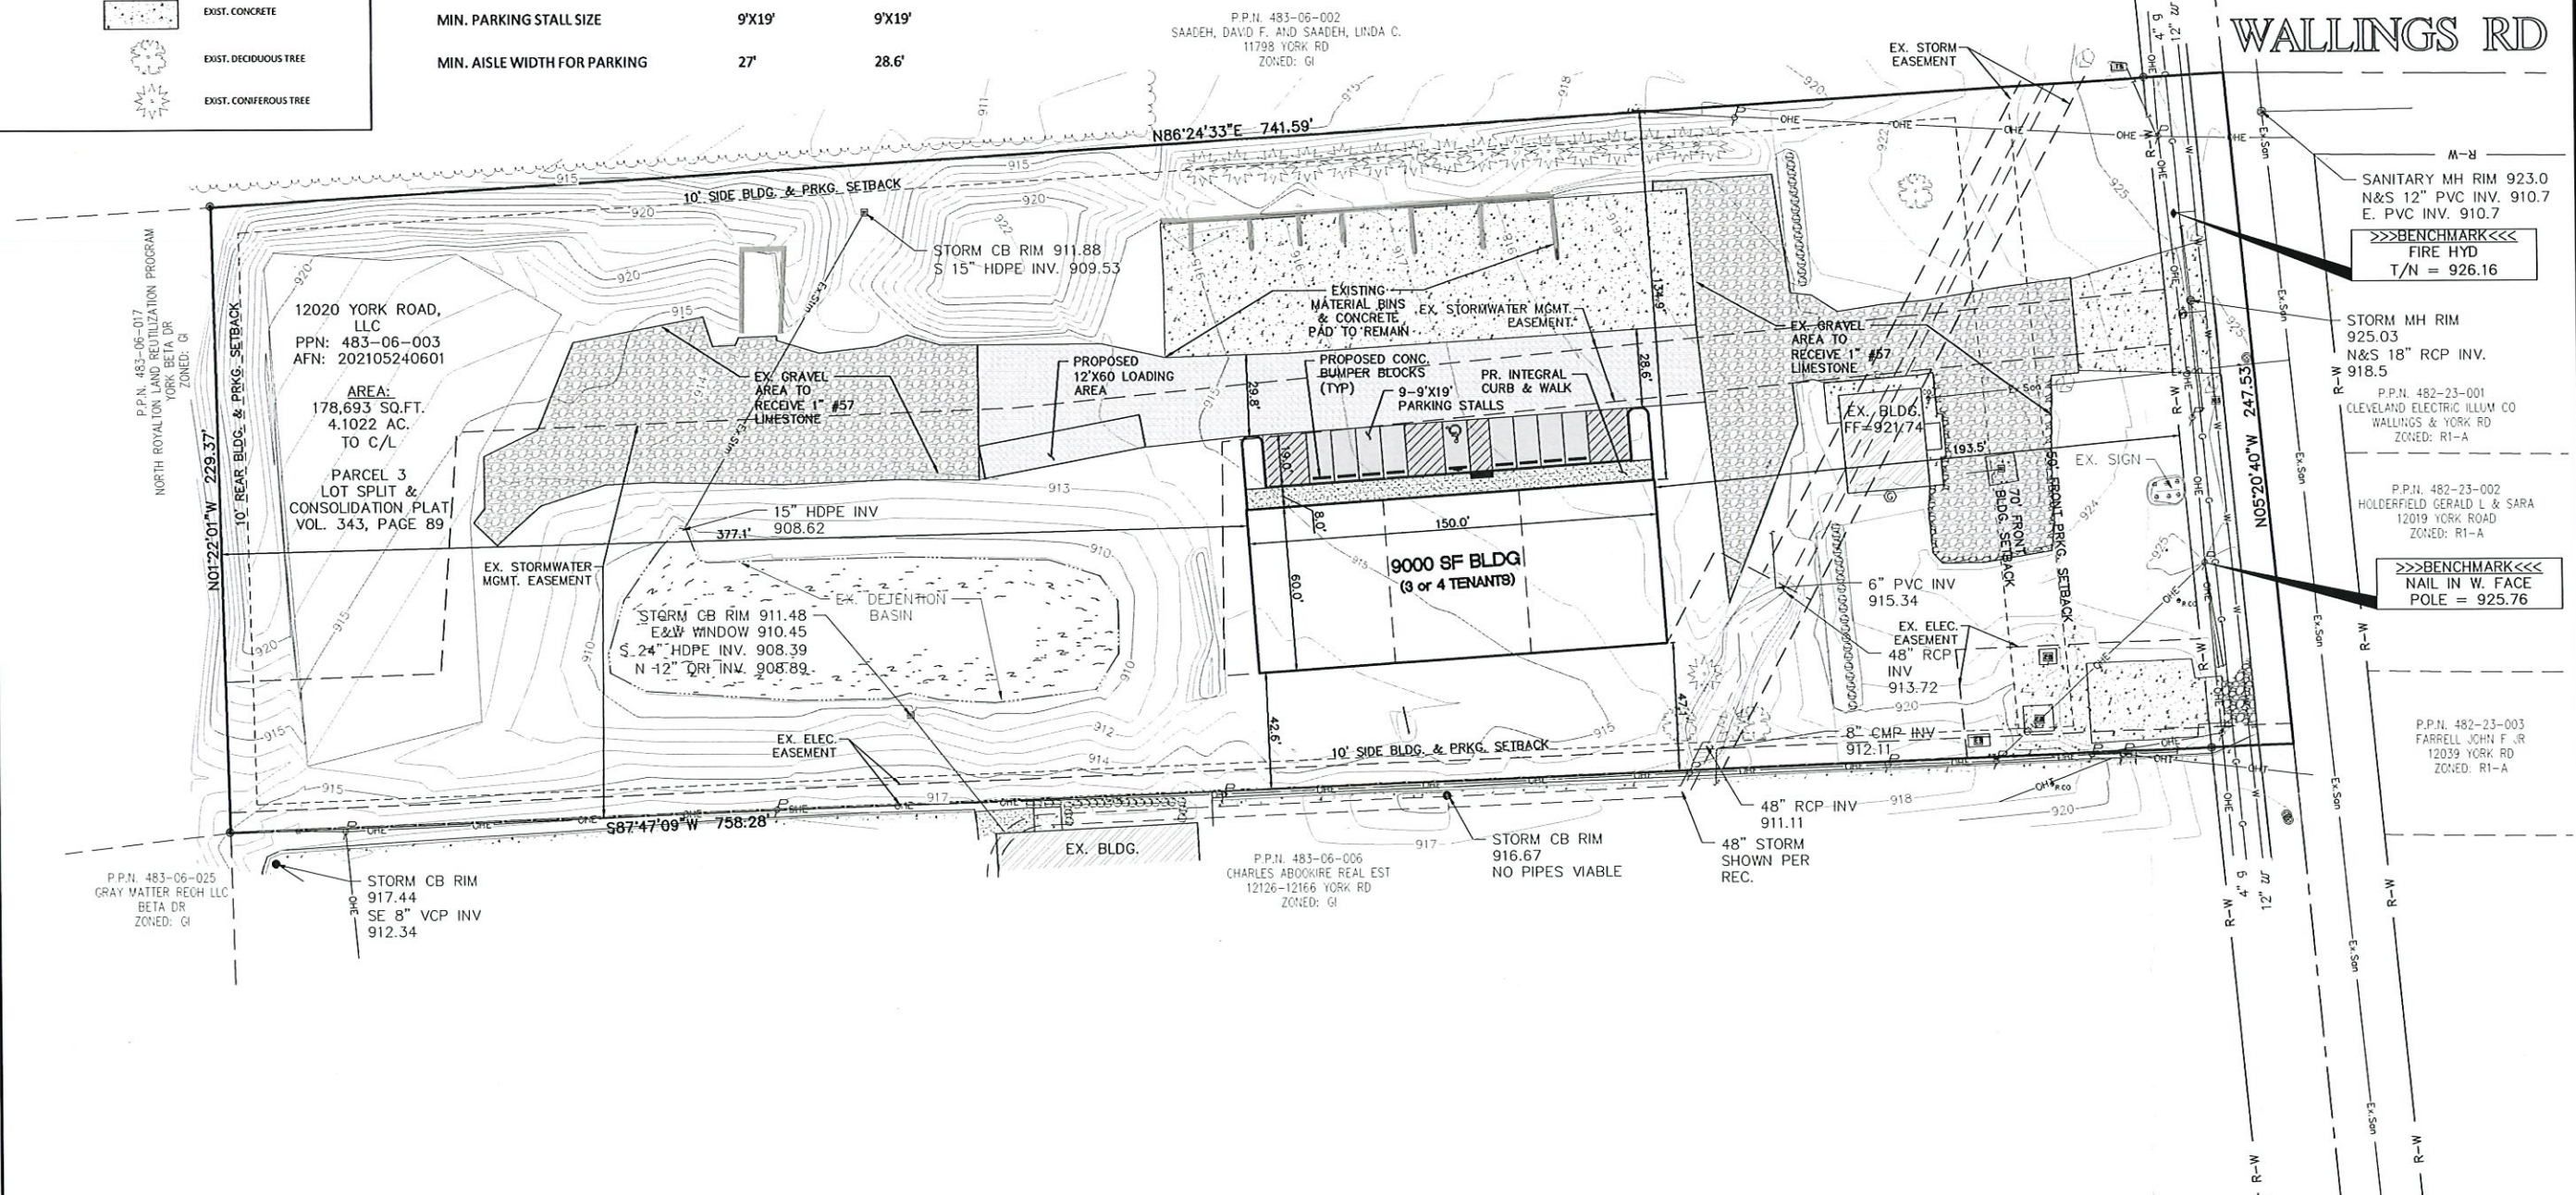 EXIST. CONCRETE
EXIST. DECIDUOUS TREE
EXIST. CONIFEROUS TREE
MIN. PARKING STALL SIZE 9'X19' 9'X19'
MIN. AISLE WIDTH FOR PARKING 27' 28.6'
P.P.N. 483-06-002
SAADEH, DAVID F. AND SAADEH, LINDA C.
11798 YORK RD
ZONED: GI
EX. STORM
EASEMENT
WALLINGS RD
N86°24'33"E 741.59'
10' SIDE BLDG. & PRKG. SETBACK
SANITARY MH RIM 923.0
N&S 12" PVC INV. 910.7
E. PVC INV. 910.7
>>>BENCHMARK<<<
FIRE HYD
T/N = 926.16
STORM MH RIM
925.03
N&S 18" RCP INV.
918.5
P.P.N. 482-23-001
CLEVELAND ELECTRIC ILLUM CO
WALLINGS & YORK RD
ZONED: R1-A
P.P.N. 482-23-002
HOLDERFIELD GERALD L & SARA
12019 YORK ROAD
ZONED: R1-A
>>>BENCHMARK<<<
NAIL IN W. FACE
POLE = 925.76
P.P.N. 482-23-003
FARRELL JOHN F JR
12039 YORK RD
ZONED: R1-A
P.P.N. 483-06-017
NORTH ROYALTON LAND REUTILIZATION PROGRAM
YORK BETA DR
ZONED: GI
N01°22'01"W 229.37'
10' REAR BLDG. & PRKG. SETBACK
12020 YORK ROAD,
LLC
PPN: 483-06-003
AFN: 202105240601
AREA:
178,693 SQ.FT.
4.1022 AC.
TO C/L
PARCEL 3
LOT SPLIT &
CONSOLIDATION PLAT
VOL. 343, PAGE 89
STORM CB RIM 911.88
S 15" HDPE INV. 909.53
EXISTING
MATERIAL BINS
& CONCRETE
PAD TO REMAIN
EX. STORMWATER MGMT.
EASEMENT
EX. GRAVEL
AREA TO
RECEIVE 1" #57
LIMESTONE
PROPOSED
12'X60 LOADING
AREA
PROPOSED CONC.
BUMPER BLOCKS
(TYP)
9-9'X19'
PARKING STALLS
PR. INTEGRAL
CURB & WALK
EX. GRAVEL
AREA TO
RECEIVE 1" #57
LIMESTONE
EX. BLDG.
FF=921.74
193.5'
EX. SIGN
50' FRONT PRKG. SETBACK
70' FRONT
BLDG. SETBACK
N05°20'40"W 247.53'
29.8'
28.6'
19.0'
8.0'
150.0'
60.0'
9000 SF BLDG
(3 or 4 TENANTS)
377.1'
15" HDPE INV
908.62
EX. STORMWATER
MGMT. EASEMENT
EX. DETENTION
BASIN
STORM CB RIM 911.48
E&W WINDOW 910.45
S 24" HDPE INV. 908.39
N 12" ORI INV. 908.89
EX. ELEC.
EASEMENT
42.6'
47.1'
10' SIDE BLDG. & PRKG. SETBACK
6" PVC INV
915.34
EX. ELEC.
EASEMENT
48" RCP
INV
913.72
8" CMP INV
912.11
48" RCP INV
911.11
48" STORM
SHOWN PER
REC.
STORM CB RIM
916.67
NO PIPES VIABLE
S87°47'09"W 758.28'
EX. BLDG.
P.P.N. 483-06-006
CHARLES ABOOKIRE REAL EST
12126-12166 YORK RD
ZONED: GI
P.P.N. 483-06-025
GRAY MATTER REOH LLC
BETA DR
ZONED: GI
STORM CB RIM
917.44
SE 8" VCP INV
912.34